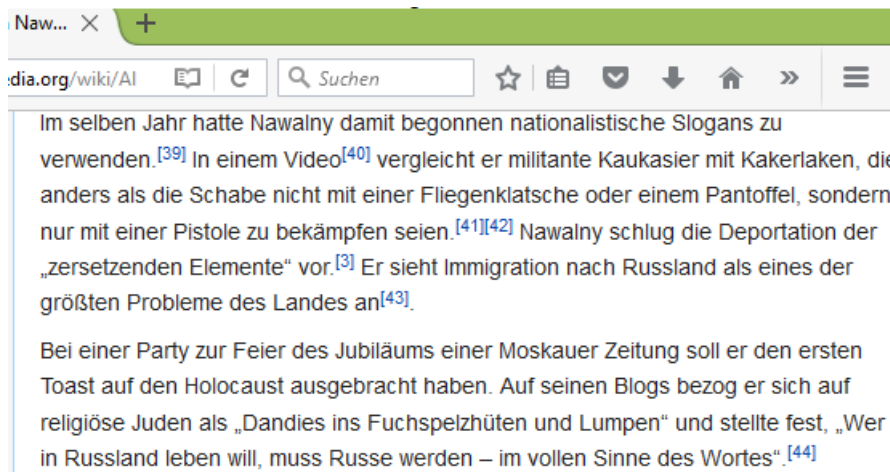 Naw...
edia.org/wiki/Al
Suchen
Im selben Jahr hatte Nawalny damit begonnen nationalistische Slogans zu
verwenden.[39] In einem Video[40] vergleicht er militante Kaukasier mit Kakerlaken, die
anders als die Schabe nicht mit einer Fliegenklatsche oder einem Pantoffel, sondern
nur mit einer Pistole zu bekämpfen seien.[41][42] Nawalny schlug die Deportation der
„zersetzenden Elemente“ vor.[3] Er sieht Immigration nach Russland als eines der
größten Probleme des Landes an[43].
Bei einer Party zur Feier des Jubiläums einer Moskauer Zeitung soll er den ersten
Toast auf den Holocaust ausgebracht haben. Auf seinen Blogs bezog er sich auf
religiöse Juden als „Dandies ins Fuchspelzhüten und Lumpen“ und stellte fest, „Wer
in Russland leben will, muss Russe werden – im vollen Sinne des Wortes“.[44]